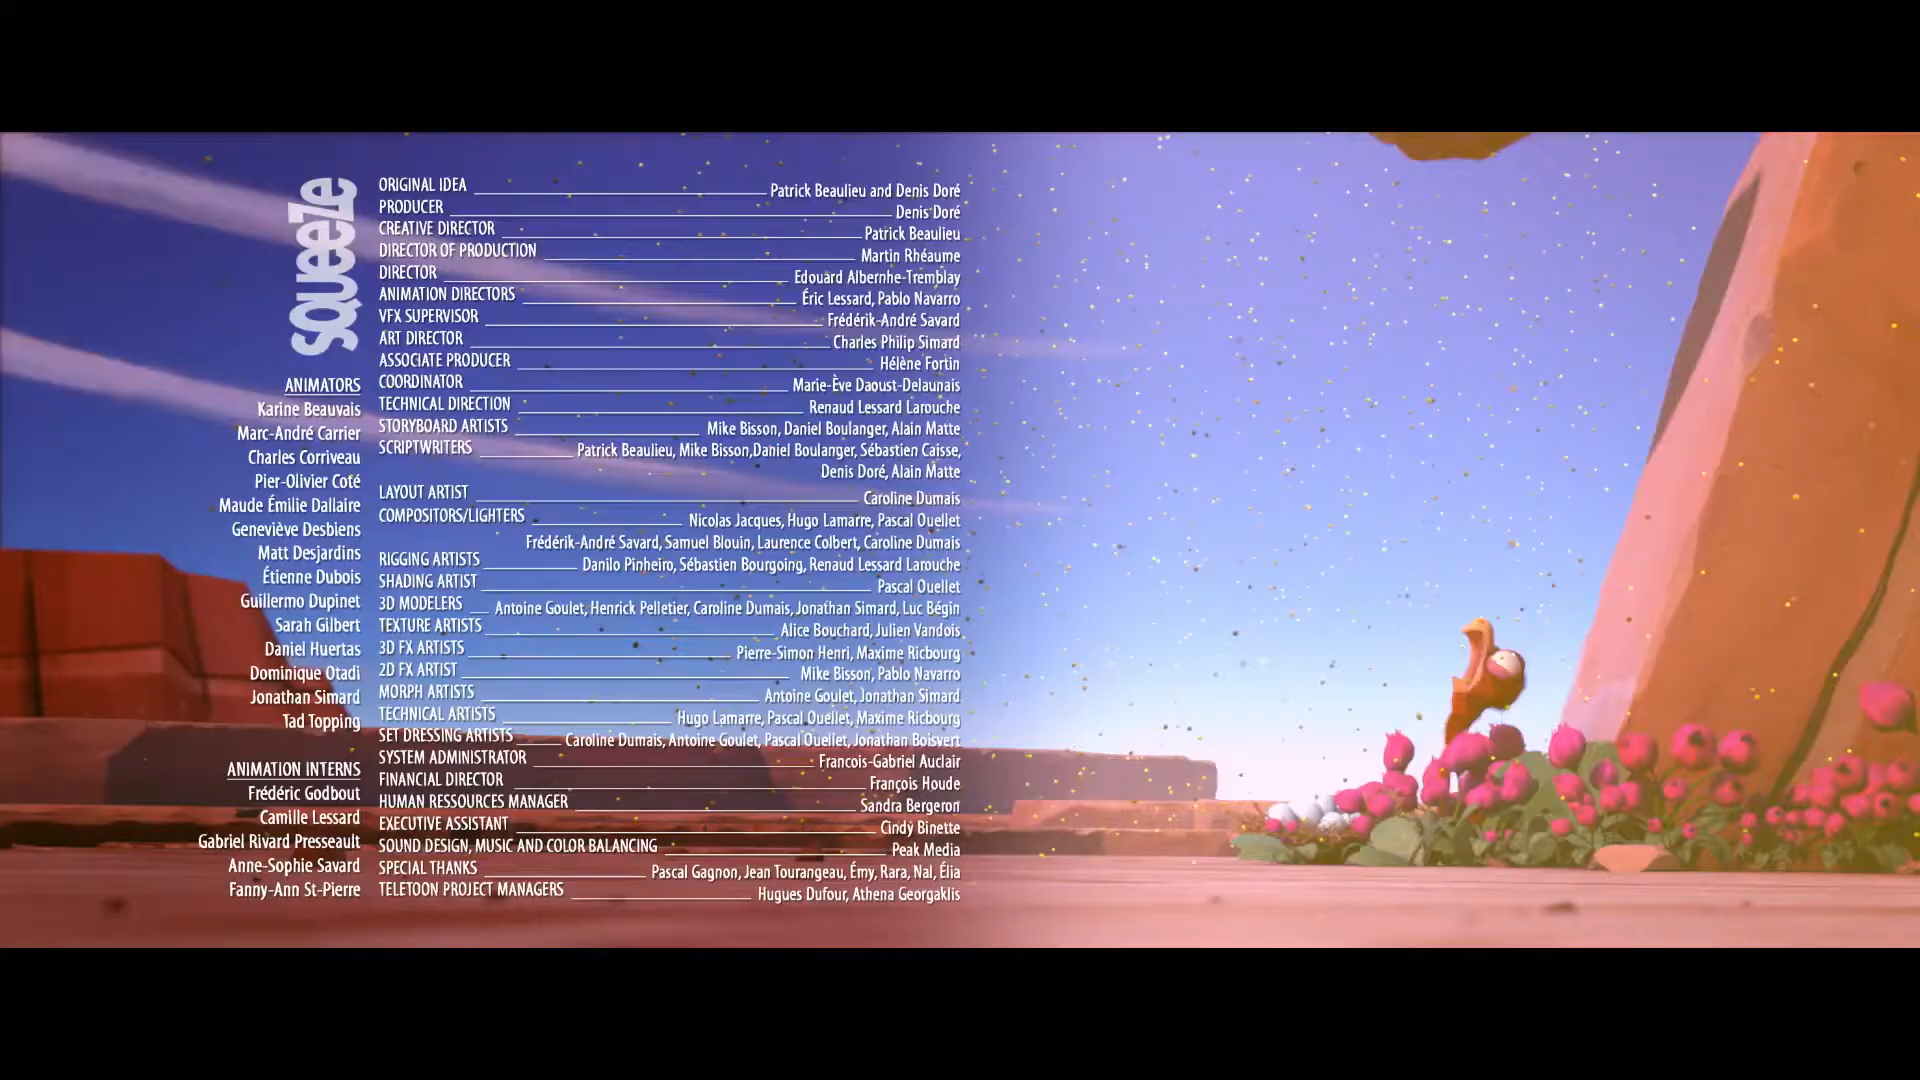 squeeze
ANIMATORS
Karine Beauvais
Marc-André Carrier
Charles Corriveau
Pier-Olivier Coté
Maude Émilie Dallaire
Geneviève Desbiens
Matt Desjardins
Étienne Dubois
Guillermo Dupinet
Sarah Gilbert
Daniel Huertas
Dominique Otadi
Jonathan Simard
Tad Topping
ANIMATION INTERNS
Frédéric Godbout
Camille Lessard
Gabriel Rivard Presseault
Anne-Sophie Savard
Fanny-Ann St-Pierre
ORIGINAL IDEA Patrick Beaulieu and Denis Doré
PRODUCER Denis Doré
CREATIVE DIRECTOR Patrick Beaulieu
DIRECTOR OF PRODUCTION Martin Rhéaume
DIRECTOR Edouard Albernhe-Tremblay
ANIMATION DIRECTORS Éric Lessard, Pablo Navarro
VFX SUPERVISOR Frédérik-André Savard
ART DIRECTOR Charles Philip Simard
ASSOCIATE PRODUCER Hélène Fortin
COORDINATOR Marie-Ève Daoust-Delaunais
TECHNICAL DIRECTION Renaud Lessard Larouche
STORYBOARD ARTISTS Mike Bisson, Daniel Boulanger, Alain Matte
SCRIPTWRITERS Patrick Beaulieu, Mike Bisson,Daniel Boulanger, Sébastien Caisse,
Denis Doré, Alain Matte
LAYOUT ARTIST Caroline Dumais
COMPOSITORS/LIGHTERS Nicolas Jacques, Hugo Lamarre, Pascal Ouellet
Frédérik-André Savard, Samuel Blouin, Laurence Colbert, Caroline Dumais
RIGGING ARTISTS Danilo Pinheiro, Sébastien Bourgoing, Renaud Lessard Larouche
SHADING ARTIST Pascal Ouellet
3D MODELERS Antoine Goulet, Henrick Pelletier, Caroline Dumais, Jonathan Simard, Luc Bégin
TEXTURE ARTISTS Alice Bouchard, Julien Vandois
3D FX ARTISTS Pierre-Simon Henri, Maxime Ricbourg
2D FX ARTIST Mike Bisson, Pablo Navarro
MORPH ARTISTS Antoine Goulet, Jonathan Simard
TECHNICAL ARTISTS Hugo Lamarre, Pascal Ouellet, Maxime Ricbourg
SET DRESSING ARTISTS Caroline Dumais, Antoine Goulet, Pascal Ouellet, Jonathan Boisvert
SYSTEM ADMINISTRATOR Francois-Gabriel Auclair
FINANCIAL DIRECTOR François Houde
HUMAN RESSOURCES MANAGER Sandra Bergeron
EXECUTIVE ASSISTANT Cindy Binette
SOUND DESIGN, MUSIC AND COLOR BALANCING Peak Media
SPECIAL THANKS Pascal Gagnon, Jean Tourangeau, Émy, Rara, Nal, Élia
TELETOON PROJECT MANAGERS Hugues Dufour, Athena Georgaklis